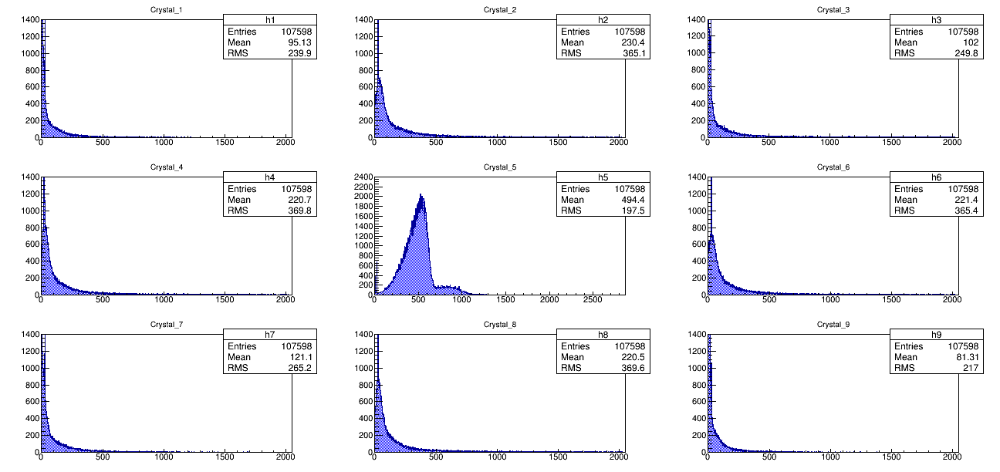 Crystal_1
h1
Entries 107598
Mean 95.13
RMS 239.9
1400
1200
1000
800
600
400
200
0
0 500 1000 1500 2000
Crystal_2
h2
Entries 107598
Mean 230.4
RMS 365.1
1400
1200
1000
800
600
400
200
0
0 500 1000 1500 2000
Crystal_3
h3
Entries 107598
Mean 102
RMS 249.8
1400
1200
1000
800
600
400
200
0
0 500 1000 1500 2000
Crystal_4
h4
Entries 107598
Mean 220.7
RMS 369.8
1400
1200
1000
800
600
400
200
0
0 500 1000 1500 2000
Crystal_5
h5
Entries 107598
Mean 494.4
RMS 197.5
2400
2200
2000
1800
1600
1400
1200
1000
800
600
400
200
0
0 500 1000 1500 2000 2500
Crystal_6
h6
Entries 107598
Mean 221.4
RMS 365.4
1400
1200
1000
800
600
400
200
0
0 500 1000 1500 2000
Crystal_7
h7
Entries 107598
Mean 121.1
RMS 265.2
1400
1200
1000
800
600
400
200
0
0 500 1000 1500 2000
Crystal_8
h8
Entries 107598
Mean 220.5
RMS 369.6
1400
1200
1000
800
600
400
200
0
0 500 1000 1500 2000
Crystal_9
h9
Entries 107598
Mean 81.31
RMS 217
1400
1200
1000
800
600
400
200
0
0 500 1000 1500 2000